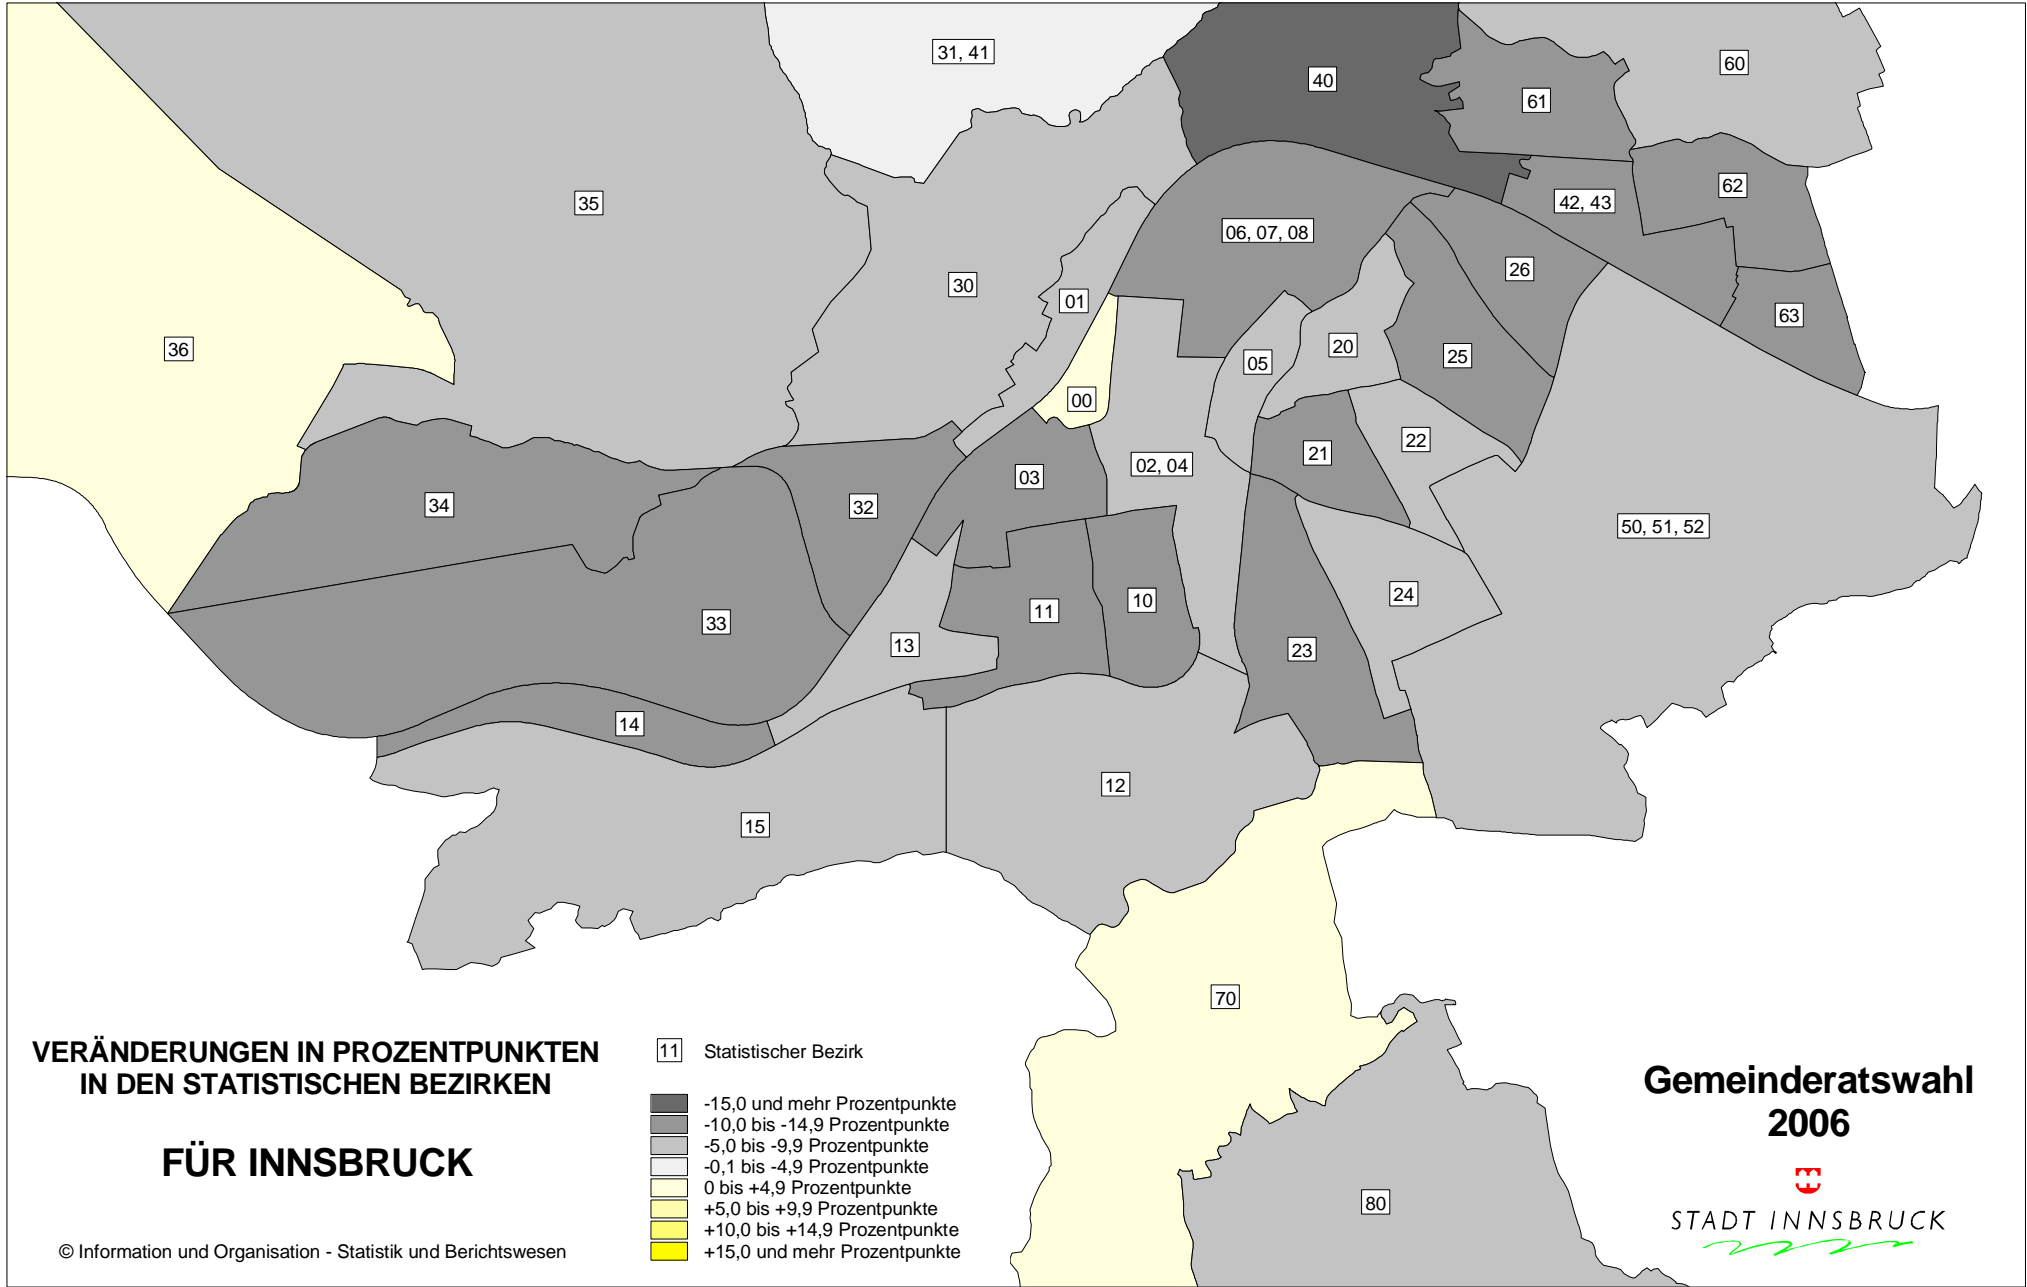 31, 41
40
60
61
62
42, 43
35
06, 07, 08
26
30
01
63
36
20
25
05
00
22
21
02, 04
03
34
32
50, 51, 52
24
10
11
33
13
23
14
12
15
70
80
VERÄNDERUNGEN IN PROZENTPUNKTEN
IN DEN STATISTISCHEN BEZIRKEN
FÜR INNSBRUCK
© Information und Organisation - Statistik und Berichtswesen
11 Statistischer Bezirk
-15,0 und mehr Prozentpunkte
-10,0 bis -14,9 Prozentpunkte
-5,0 bis -9,9 Prozentpunkte
-0,1 bis -4,9 Prozentpunkte
0 bis +4,9 Prozentpunkte
+5,0 bis +9,9 Prozentpunkte
+10,0 bis +14,9 Prozentpunkte
+15,0 und mehr Prozentpunkte
Gemeinderatswahl
2006
STADT INNSBRUCK